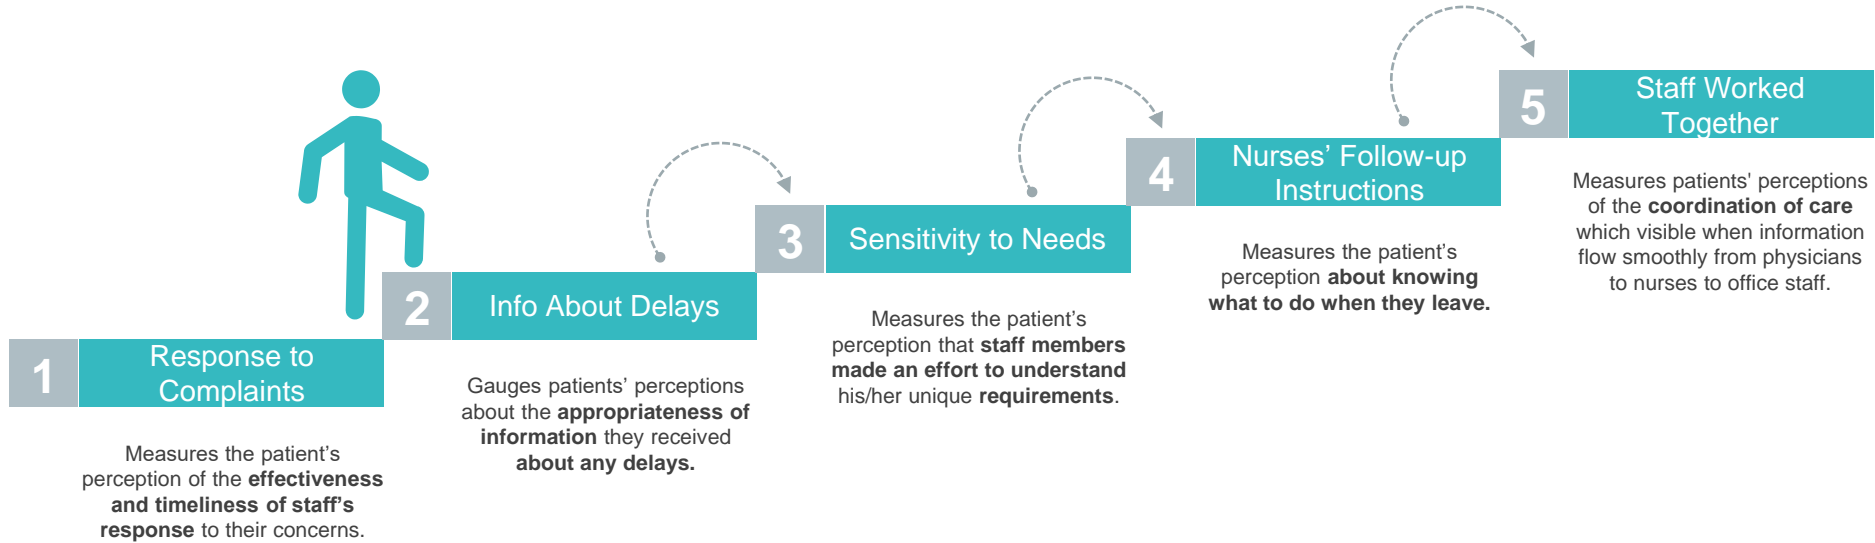 1
Response to
Complaints
Measures the patient's
perception of the effectiveness
and timeliness of staff's
response to their concerns.
2
Info About Delays
Gauges patients' perceptions
about the appropriateness of
information they received
about any delays.
3
Sensitivity to Needs
Measures the patient's
perception that staff members
made an effort to understand
his/her unique requirements.
4
Nurses' Follow-up
Instructions
Measures the patient's
perception about knowing
what to do when they leave.
5
Staff Worked
Together
Measures patients' perceptions
of the coordination of care
which visible when information
flow smoothly from physicians
to nurses to office staff.